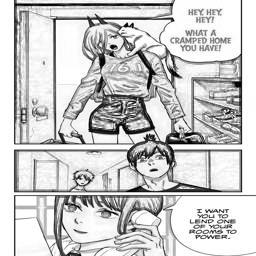 HEY, HEY,
HEY!
WHAT A
CRAMPED HOME
YOU HAVE!
I WANT
YOU TO
LEND ONE
OF YOUR
ROOMS TO
POWER.